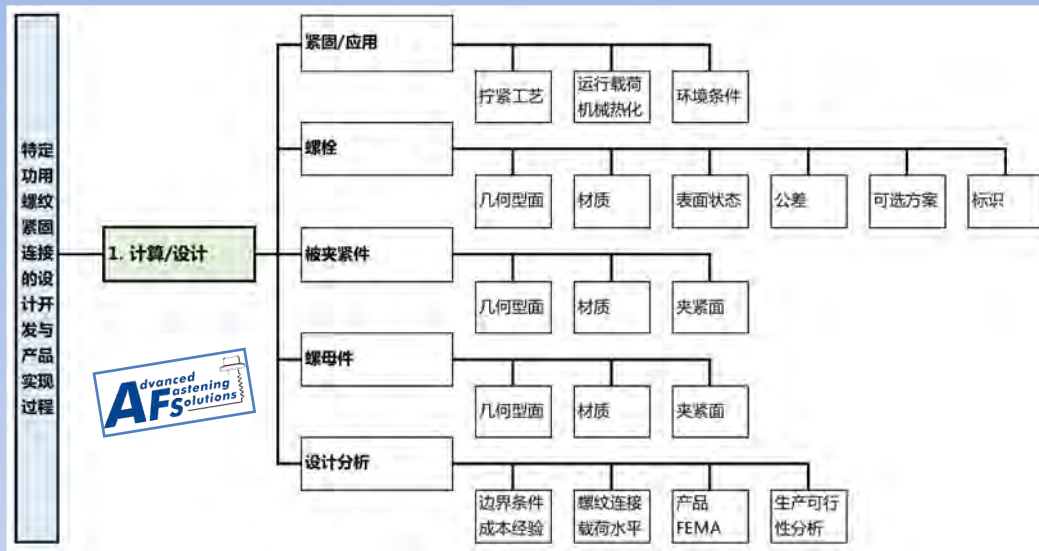 特定
功用
螺纹
紧固
连接
的设
计开
发与
产品
实现
过程
1. 计算/设计
紧固/应用
拧紧工艺
运行载荷
机械热化
环境条件
螺栓
几何型面
材质
表面状态
公差
可选方案
标识
被夹紧件
几何型面
材质
夹紧面
螺母件
几何型面
材质
夹紧面
设计分析
边界条件
成本经验
螺纹连接
载荷水平
产品
FEMA
生产可行
性分析
Advanced
Fastening
Solutions